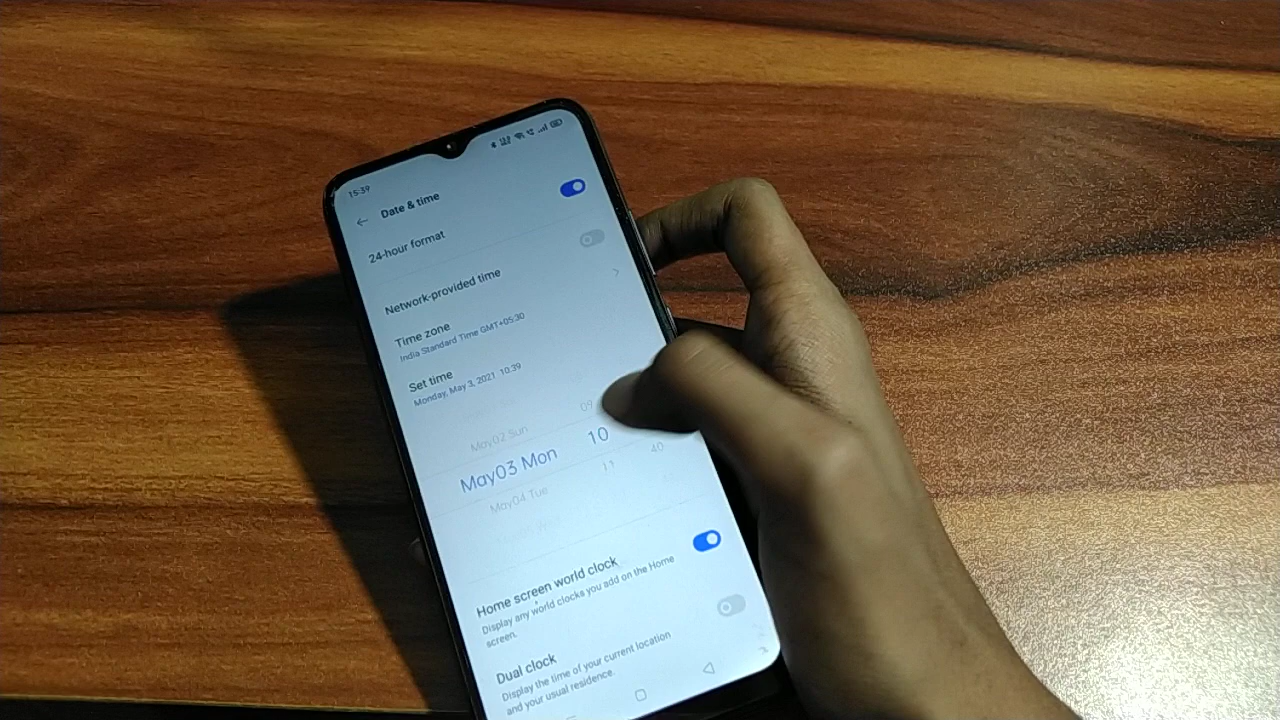 15:39
Date & time
24-hour format
Network-provided time
Time zone
India Standard Time GMT+05:30
Set time
Monday, May 3, 2021 10:39
May02 Sun 09
May03 Mon 10
May04 Tue 11 40
Home screen world clock
Display any world clocks you add on the Home
screen.
Dual clock
Display the time of your current location
and your usual residence.